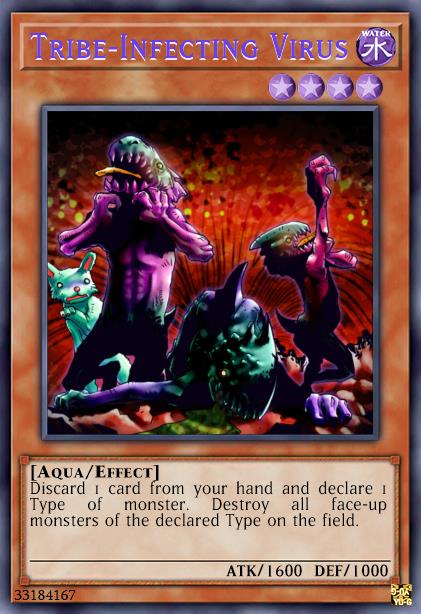 Tribe-Infecting Virus
WATER
水
[Aqua/Effect]
Discard 1 card from your hand and declare 1
Type of monster. Destroy all face-up
monsters of the declared Type on the field.
ATK/1600 DEF/1000
33184167